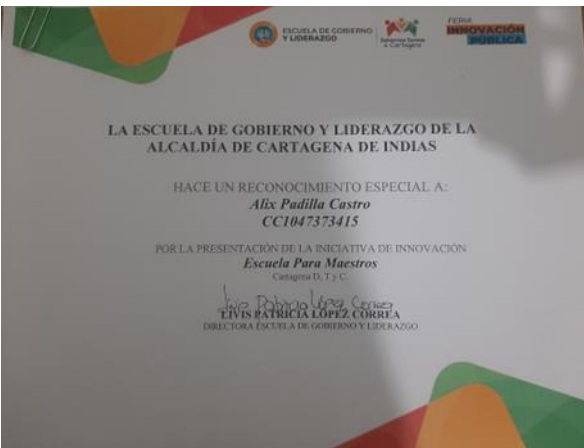 ESCUELA DE GOBIERNO
Y LIDERAZGO
FERIA
INNOVACIÓN
PÚBLICA
LA ESCUELA DE GOBIERNO Y LIDERAZGO DE LA
ALCALDÍA DE CARTAGENA DE INDIAS
HACE UN RECONOCIMIENTO ESPECIAL A:
Alix Padilla Castro
CC1047373415
POR LA PRESENTACIÓN DE LA INICIATIVA DE INNOVACIÓN
Escuela Para Maestros
Cartagena D, T y C.
LIVIS PATRICIA LÓPEZ CORREA
DIRECTORA ESCUELA DE GOBIERNO Y LIDERAZGO